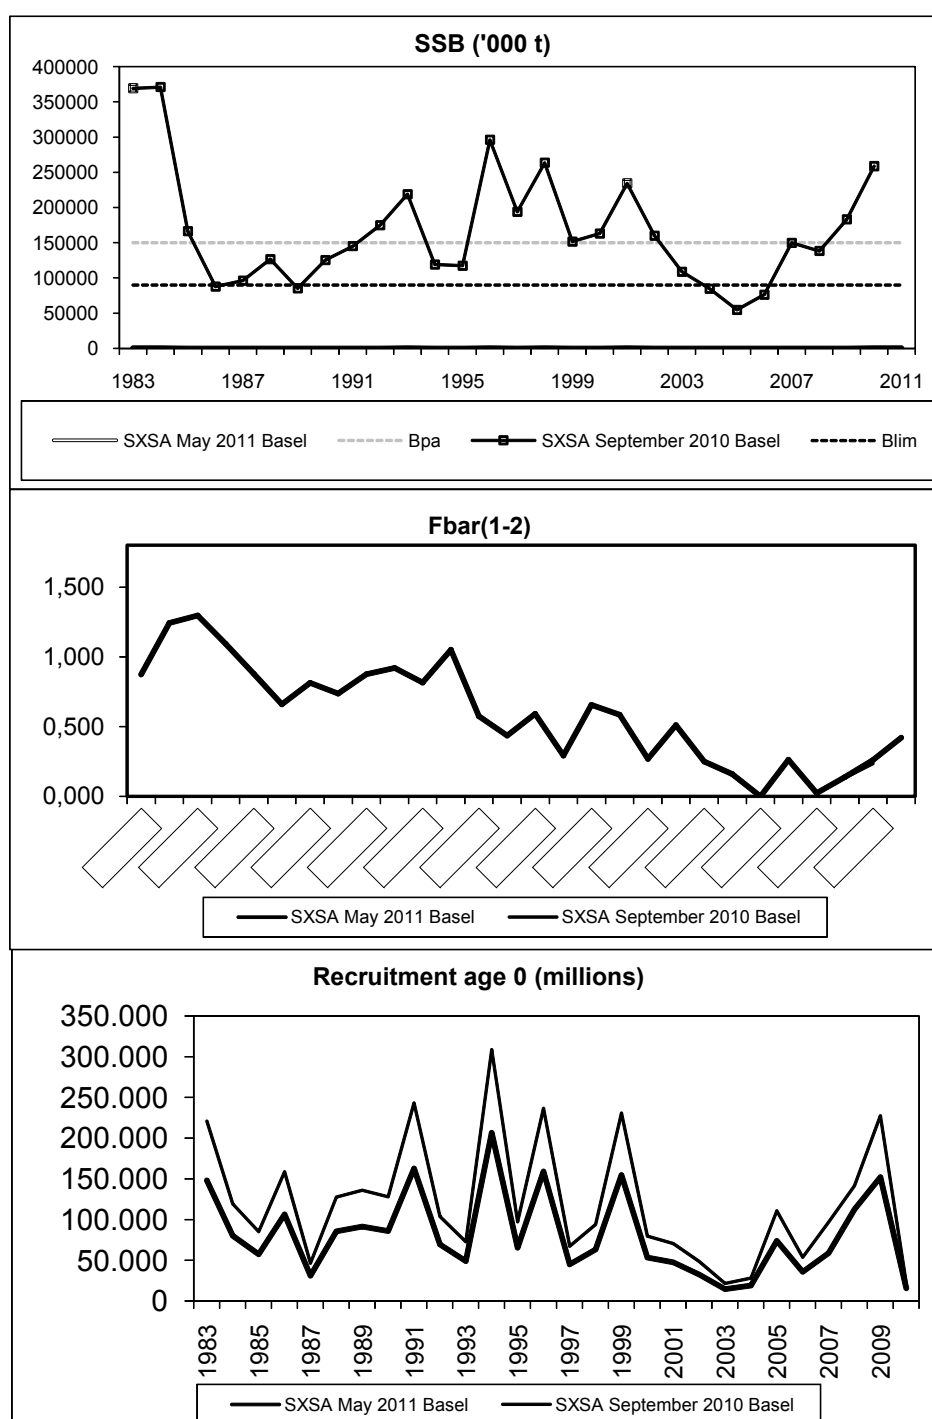 SSB ('000 t)
400000
350000
300000
250000
200000
150000
100000
50000
0
1983 1987 1991 1995 1999 2003 2007 2011
SXSA May 2011 Basel Bpa SXSA September 2010 Basel Blim
Fbar(1-2)
1,500
1,000
0,500
0,000
SXSA May 2011 Basel SXSA September 2010 Basel
Recruitment age 0 (millions)
350.000
300.000
250.000
200.000
150.000
100.000
50.000
0
1983 1985 1987 1989 1991 1993 1995 1997 1999 2001 2003 2005 2007 2009
SXSA May 2011 Basel SXSA September 2010 Basel